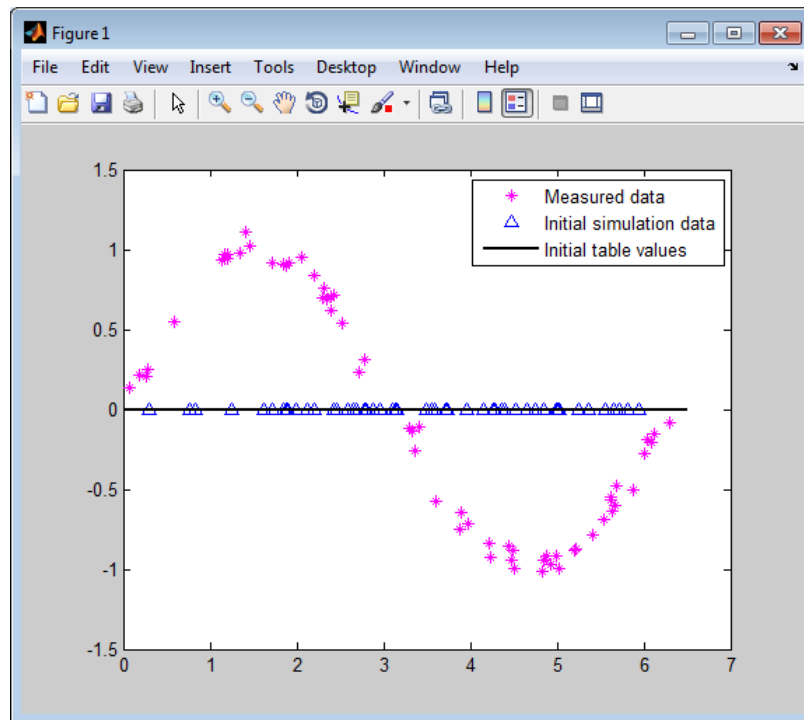 Figure 1
File Edit View Insert Tools Desktop Window Help
1.5
1
0.5
0
-0.5
-1
-1.5
0 1 2 3 4 5 6 7
Measured data
Initial simulation data
Initial table values